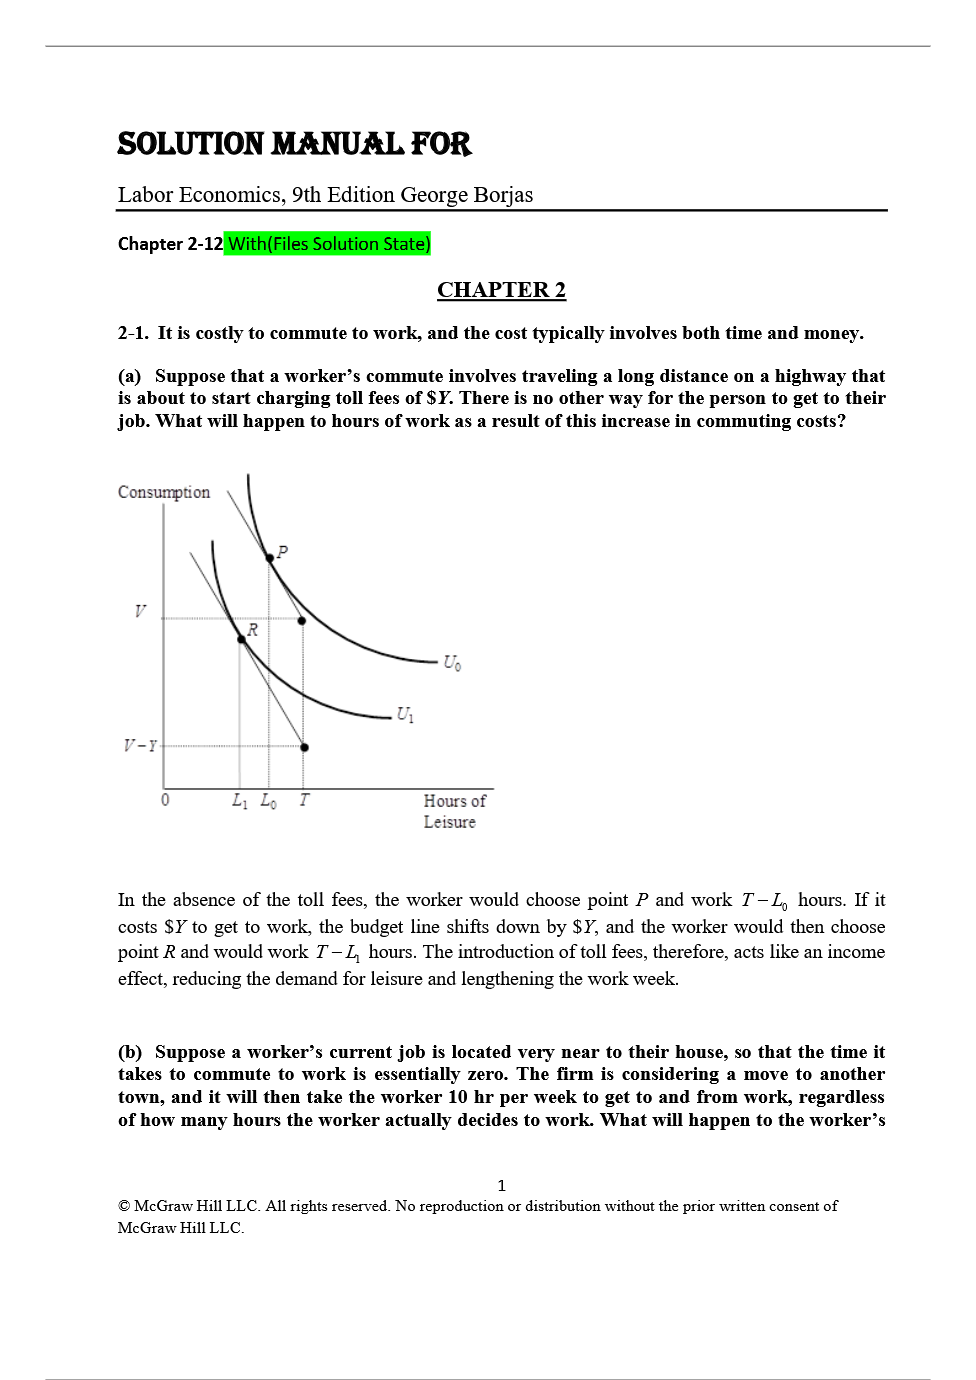 SOLUTION MANUAL FOR
Labor Economics, 9th Edition George Borjas
Chapter 2-12 With(Files Solution State)
CHAPTER 2
2-1. It is costly to commute to work, and the cost typically involves both time and money.
(a) Suppose that a worker’s commute involves traveling a long distance on a highway that
is about to start charging toll fees of $Y. There is no other way for the person to get to their
job. What will happen to hours of work as a result of this increase in commuting costs?
Consumption
P
V
R
U₀
U₁
V−Y
0 L₁ L₀ T Hours of
Leisure
In the absence of the toll fees, the worker would choose point P and work T−L₀ hours. If it
costs $Y to get to work, the budget line shifts down by $Y, and the worker would then choose
point R and would work T−L₁ hours. The introduction of toll fees, therefore, acts like an income
effect, reducing the demand for leisure and lengthening the work week.
(b) Suppose a worker’s current job is located very near to their house, so that the time it
takes to commute to work is essentially zero. The firm is considering a move to another
town, and it will then take the worker 10 hr per week to get to and from work, regardless
of how many hours the worker actually decides to work. What will happen to the worker’s
1
© McGraw Hill LLC. All rights reserved. No reproduction or distribution without the prior written consent of
McGraw Hill LLC.